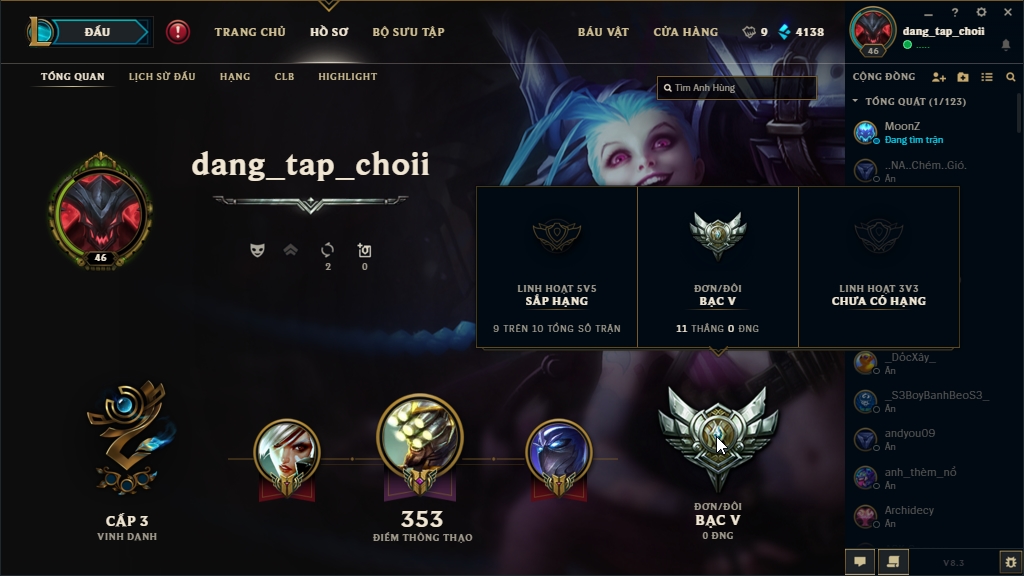 ĐẤU
TRANG CHỦ
HỒ SƠ
BỘ SƯU TẬP
BÁU VẬT
CỬA HÀNG
9
4138
46
dang_tap_choii
.....
TỔNG QUAN
LỊCH SỬ ĐẤU
HẠNG
CLB
HIGHLIGHT
Tìm Anh Hùng
CỘNG ĐỒNG
TỔNG QUÁT (1/123)
MoonZ
Đang tìm trận
_NA..Chém..Gió.
Ẩn
dang_tap_choii
46
2
0
LINH HOẠT 5V5
SẮP HẠNG
9 TRÊN 10 TỔNG SỐ TRẬN
ĐƠN/ĐÔI
BẠC V
11 THẮNG 0 ĐNG
LINH HOẠT 3V3
CHƯA CÓ HẠNG
_DốcXây_
Ẩn
_S3BoyBanhBeoS3_
Ẩn
andyou09
Ẩn
anh_thèm_nổ
Ẩn
Archidecy
Ẩn
CẤP 3
VINH DANH
353
ĐIỂM THÔNG THẠO
ĐƠN/ĐÔI
BẠC V
0 ĐNG
V8.3